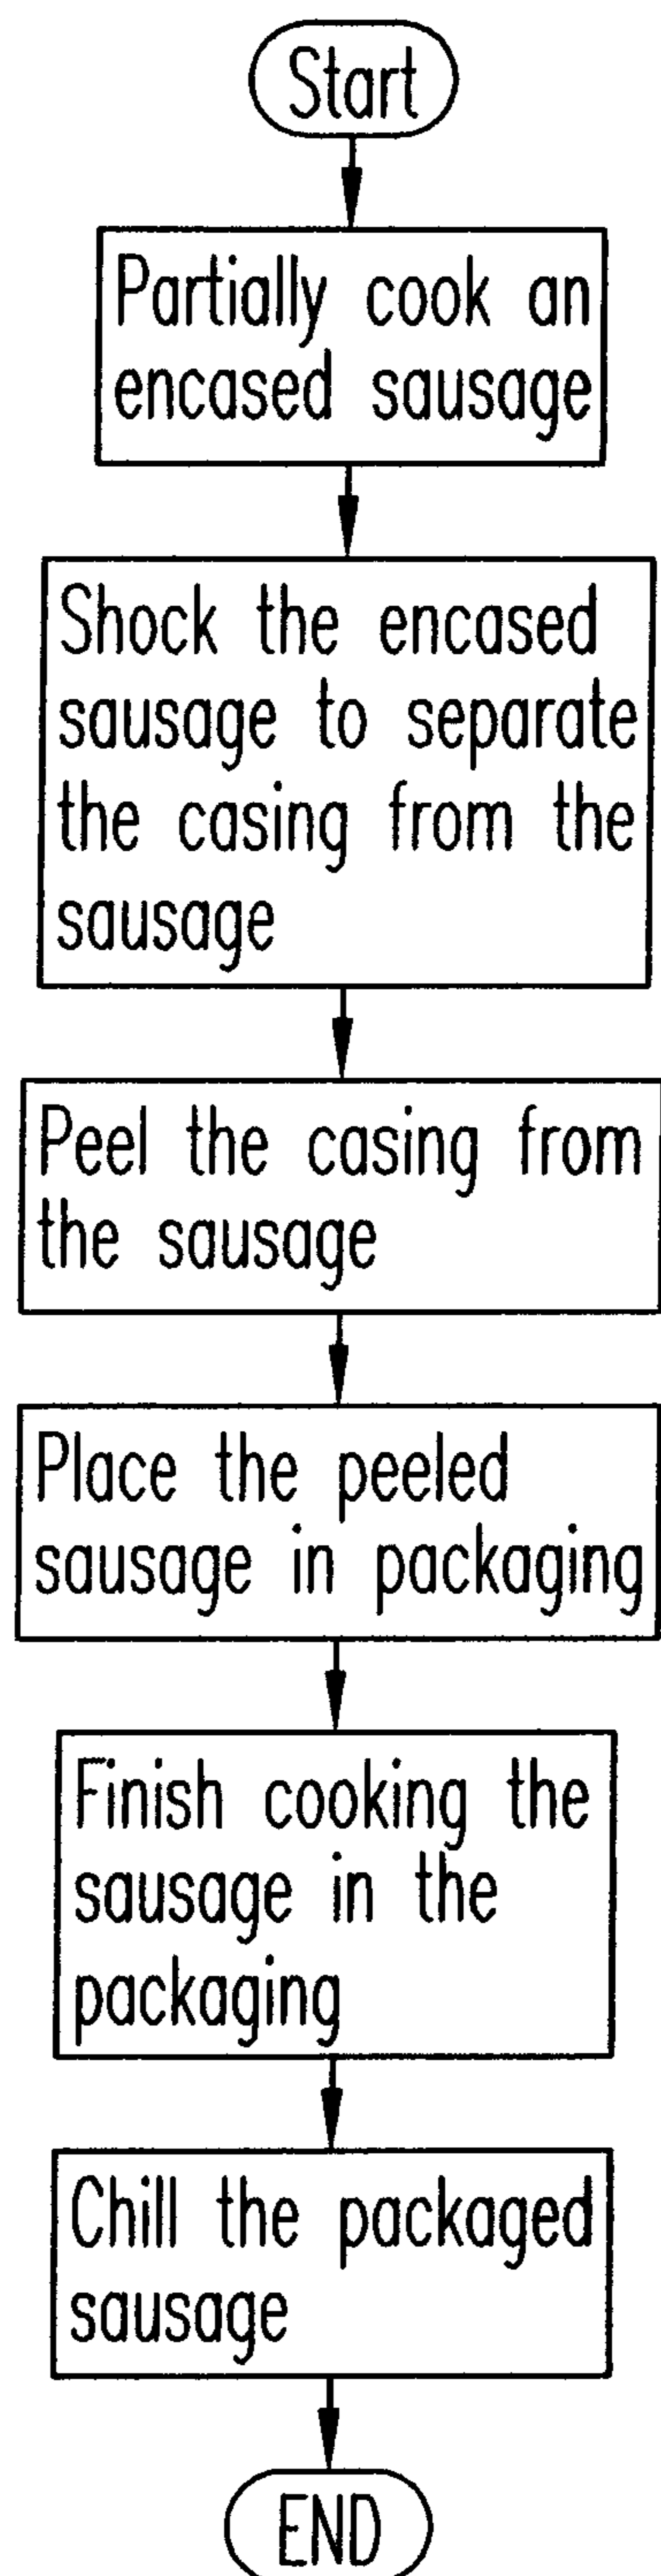 Start
Partially cook an
encased sausage
Shock the encased
sausage to separate
the casing from the
sausage
Peel the casing from
the sausage
Place the peeled
sausage in packaging
Finish cooking the
sausage in the
packaging
Chill the packaged
sausage
END